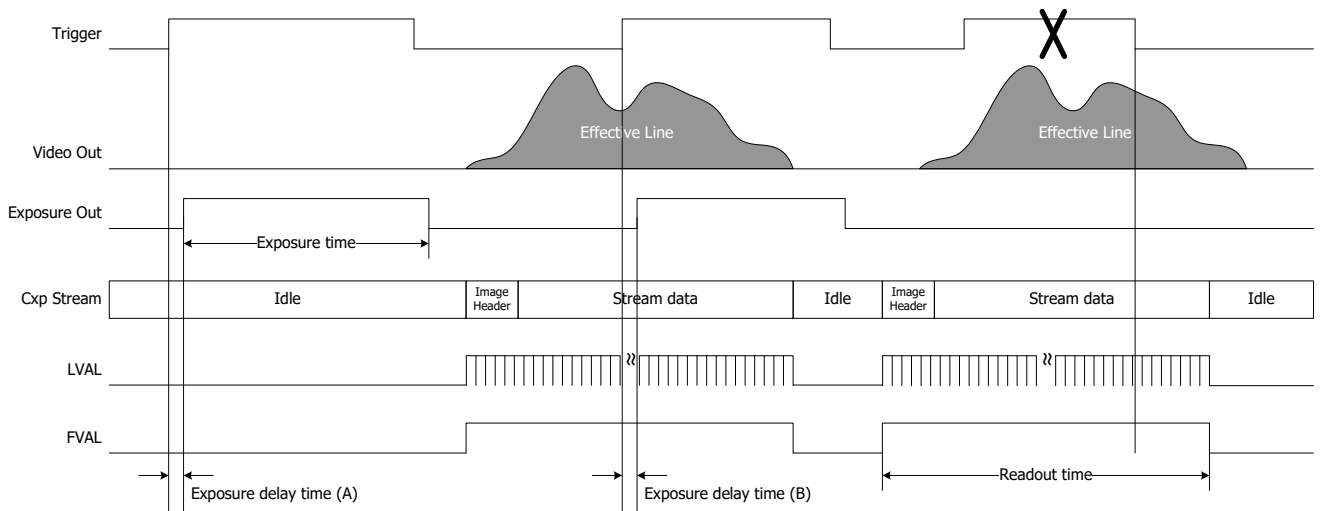 Trigger
Effective Line
Effective Line
Video Out
Exposure Out
Exposure time
Cxp Stream
Idle
Image
Header
Stream data
Idle
Image
Header
Stream data
Idle
LVAL
≈
≈
FVAL
Exposure delay time (A)
Exposure delay time (B)
Readout time